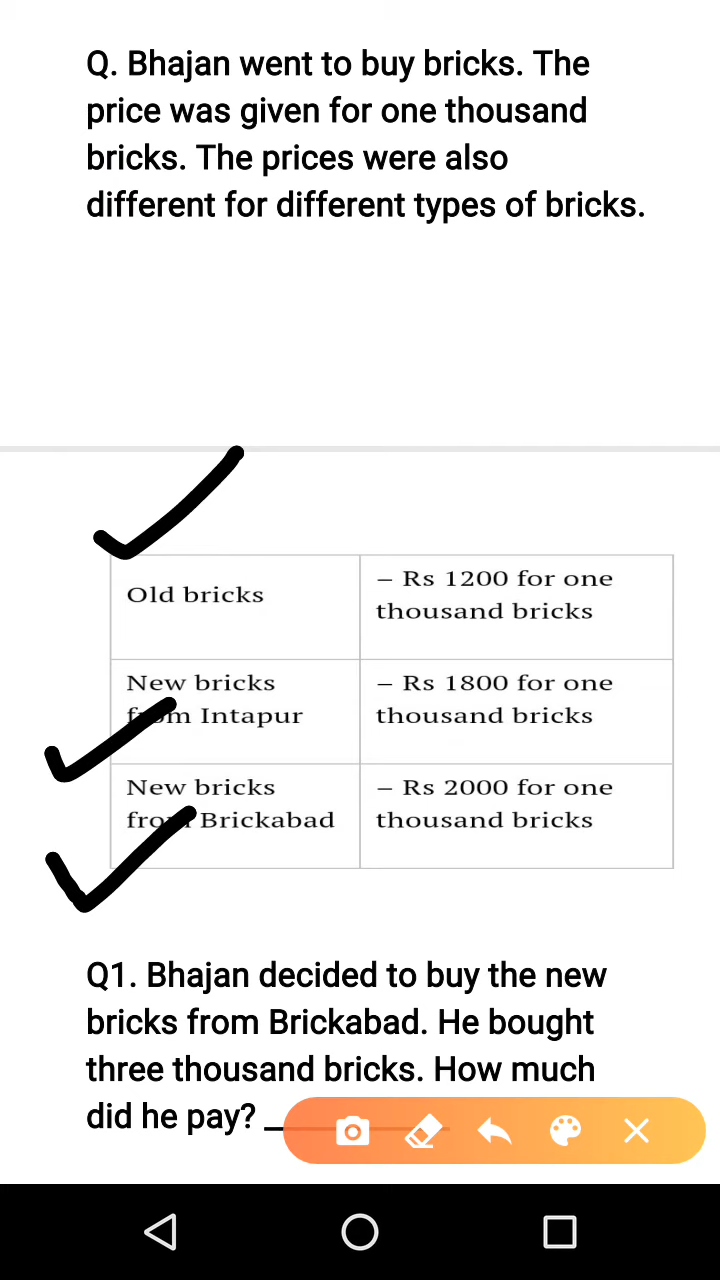 Q. Bhajan went to buy bricks. The
price was given for one thousand
bricks. The prices were also
different for different types of bricks.
Old bricks
– Rs 1200 for one
thousand bricks
New bricks
from Intapur
– Rs 1800 for one
thousand bricks
New bricks
from Brickabad
– Rs 2000 for one
thousand bricks
Q1. Bhajan decided to buy the new
bricks from Brickabad. He bought
three thousand bricks. How much
did he pay?